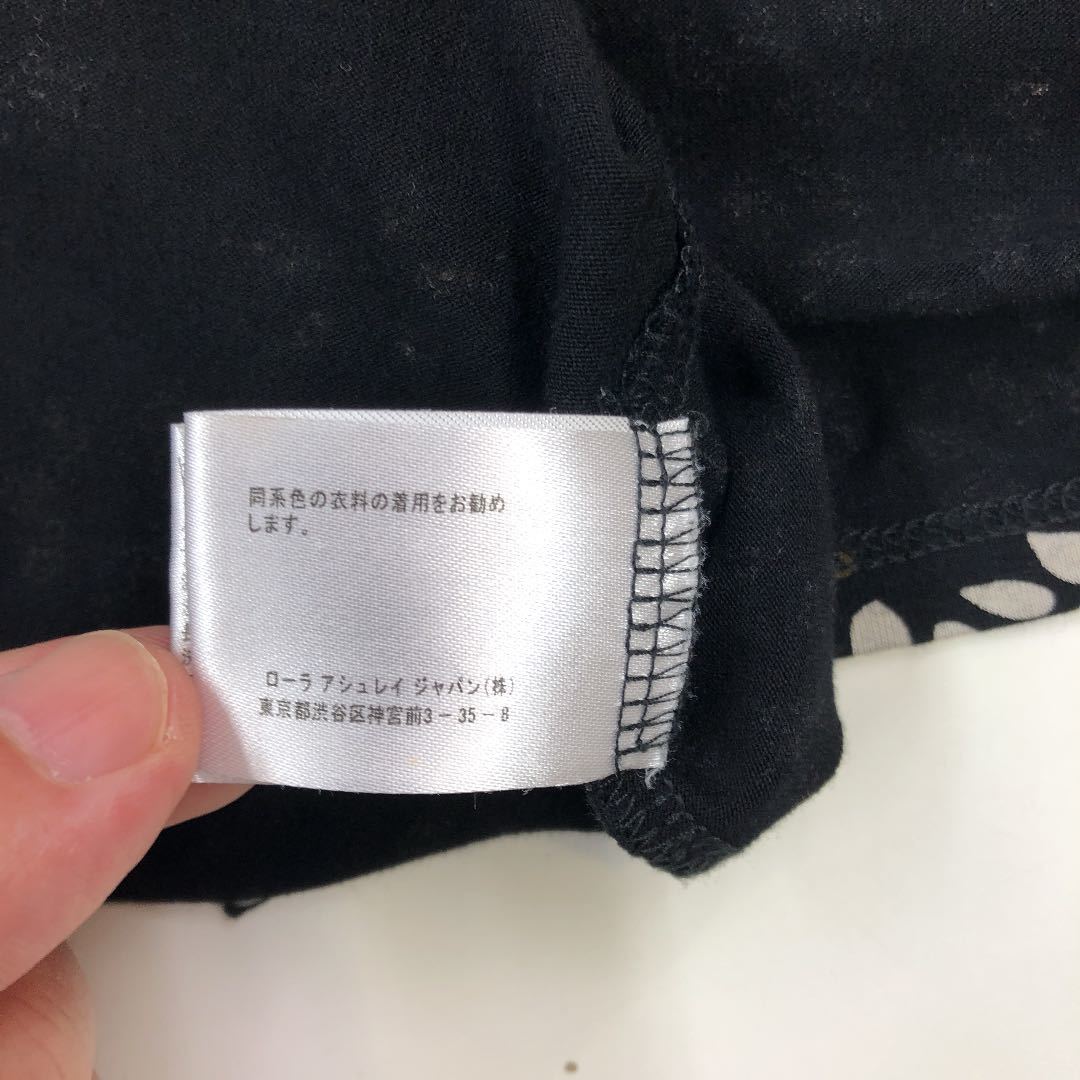 同系色の衣料の着用をお勧め
します。
ローラ アシュレイ ジャパン(株)
東京都渋谷区神宮前3-35-8